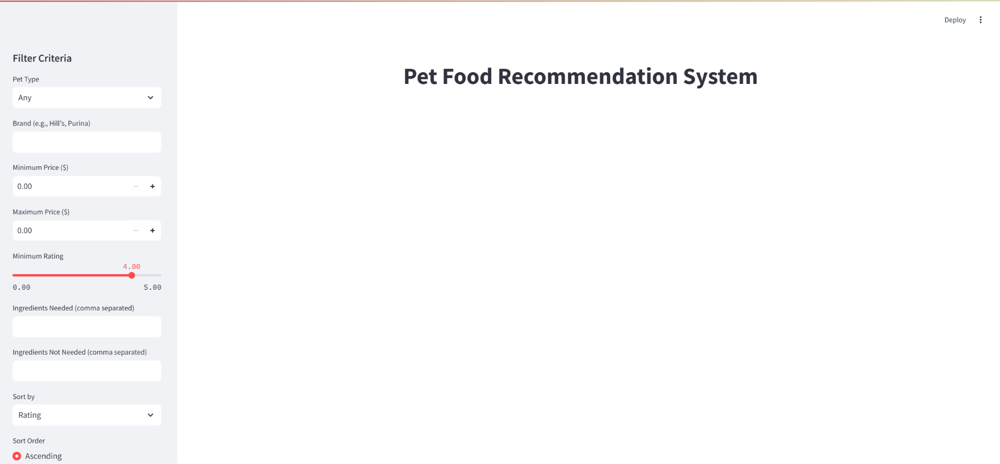 Deploy
Filter Criteria
Pet Type
Any
Brand (e.g., Hill's, Purina)
Minimum Price ($)
0.00
Maximum Price ($)
0.00
Minimum Rating
4.00
0.00 5.00
Ingredients Needed (comma separated)
Ingredients Not Needed (comma separated)
Sort by
Rating
Sort Order
Ascending
Pet Food Recommendation System